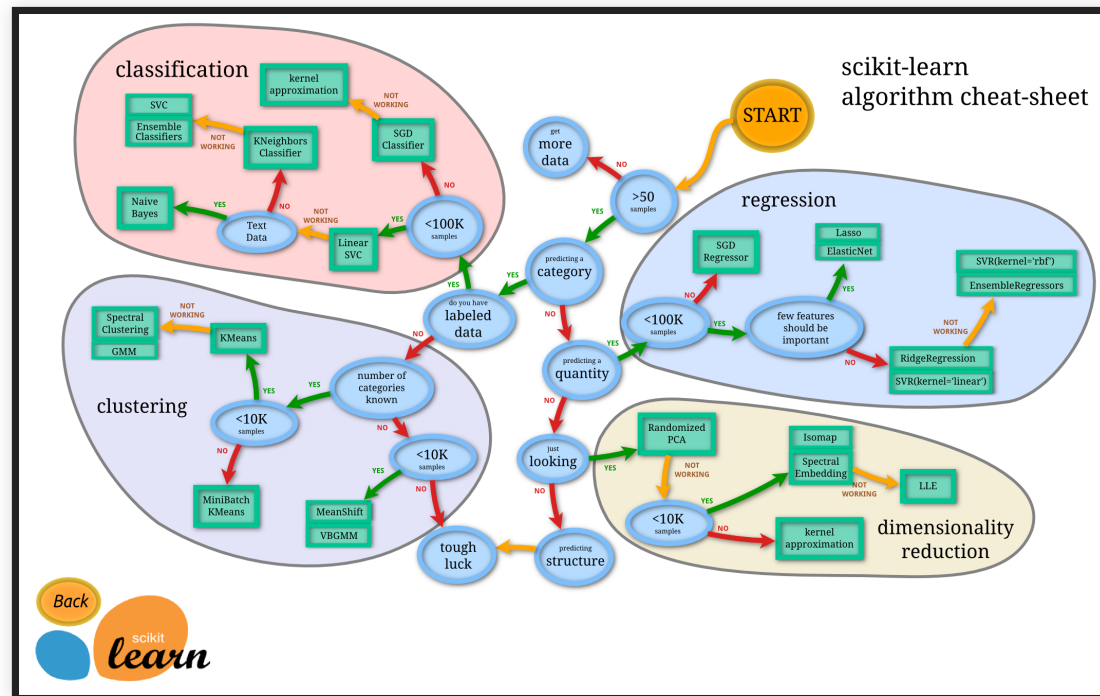 scikit-learn
algorithm cheat-sheet
START
get
more
data
NO
>50
samples
YES
predicting a
category
YES
NO
do you have
labeled
data
YES
NO
predicting a
quantity
YES
NO
just
looking
YES
NO
predicting
structure
tough
luck
classification
kernel
approximation
NOT
WORKING
SVC
Ensemble
Classifiers
NOT
WORKING
KNeighbors
Classifier
SGD
Classifier
NO
Naive
Bayes
YES
NO
Text
Data
NOT
WORKING
Linear
SVC
YES
<100K
samples
regression
SGD
Regressor
NO
<100K
samples
YES
Lasso
ElasticNet
YES
few features
should be
important
NO
SVR(kernel='rbf')
EnsembleRegressors
NOT
WORKING
RidgeRegression
SVR(kernel='linear')
clustering
Spectral
Clustering
GMM
NOT
WORKING
KMeans
YES
<10K
samples
YES
NO
number of
categories
known
NO
<10K
samples
YES
NO
MiniBatch
KMeans
MeanShift
VBGMM
dimensionality
reduction
Randomized
PCA
NOT
WORKING
<10K
samples
YES
NO
Isomap
Spectral
Embedding
NOT
WORKING
LLE
kernel
approximation
Back
scikit
learn